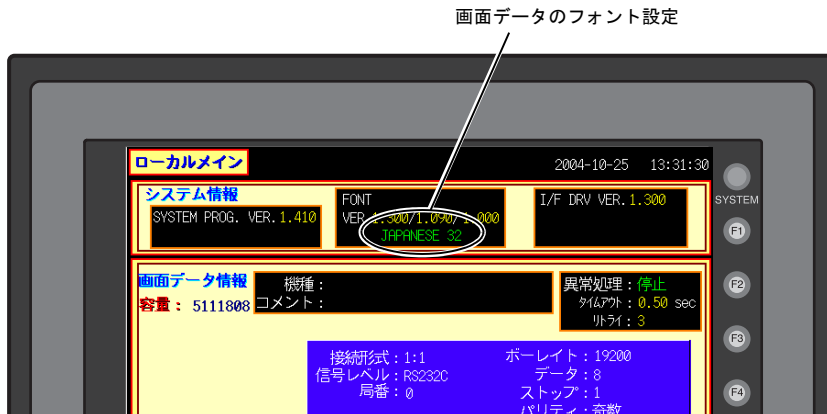 画面データのフォント設定
ローカルメイン
2004-10-25 13:31:30
システム情報
SYSTEM PROG. VER.1.410
FONT
VER.1.300/1.090/1.000
JAPANESE 32
I/F DRV VER.1.300
SYSTEM
F1
画面データ情報
容量: 5111808
機種:
コメント:
異常処理:停止
タイムアウト:0.50 sec
リトライ:3
F2
F3
接続形式:1:1
信号レベル:RS232C
局番:0
ボーレイト:19200
データ:8
ストップ:1
パリティ:奇数
F4